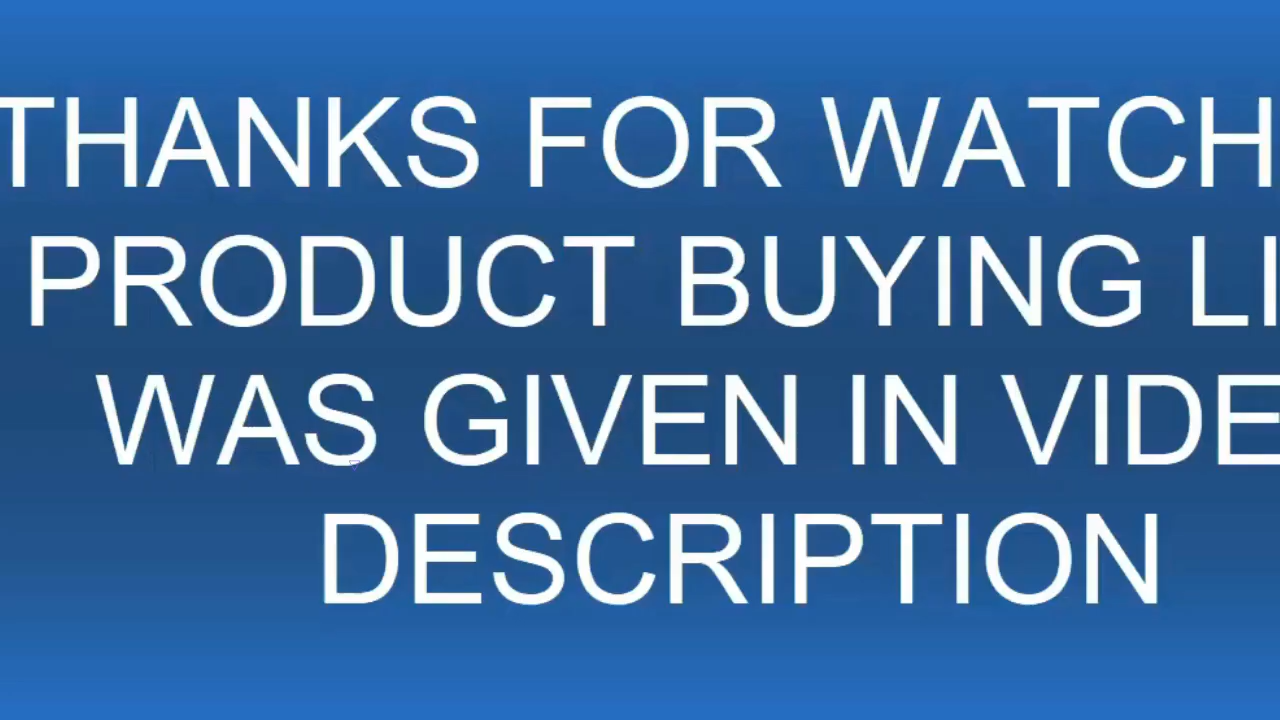 THANKS FOR WATCH
PRODUCT BUYING LI
WAS GIVEN IN VIDE
DESCRIPTION